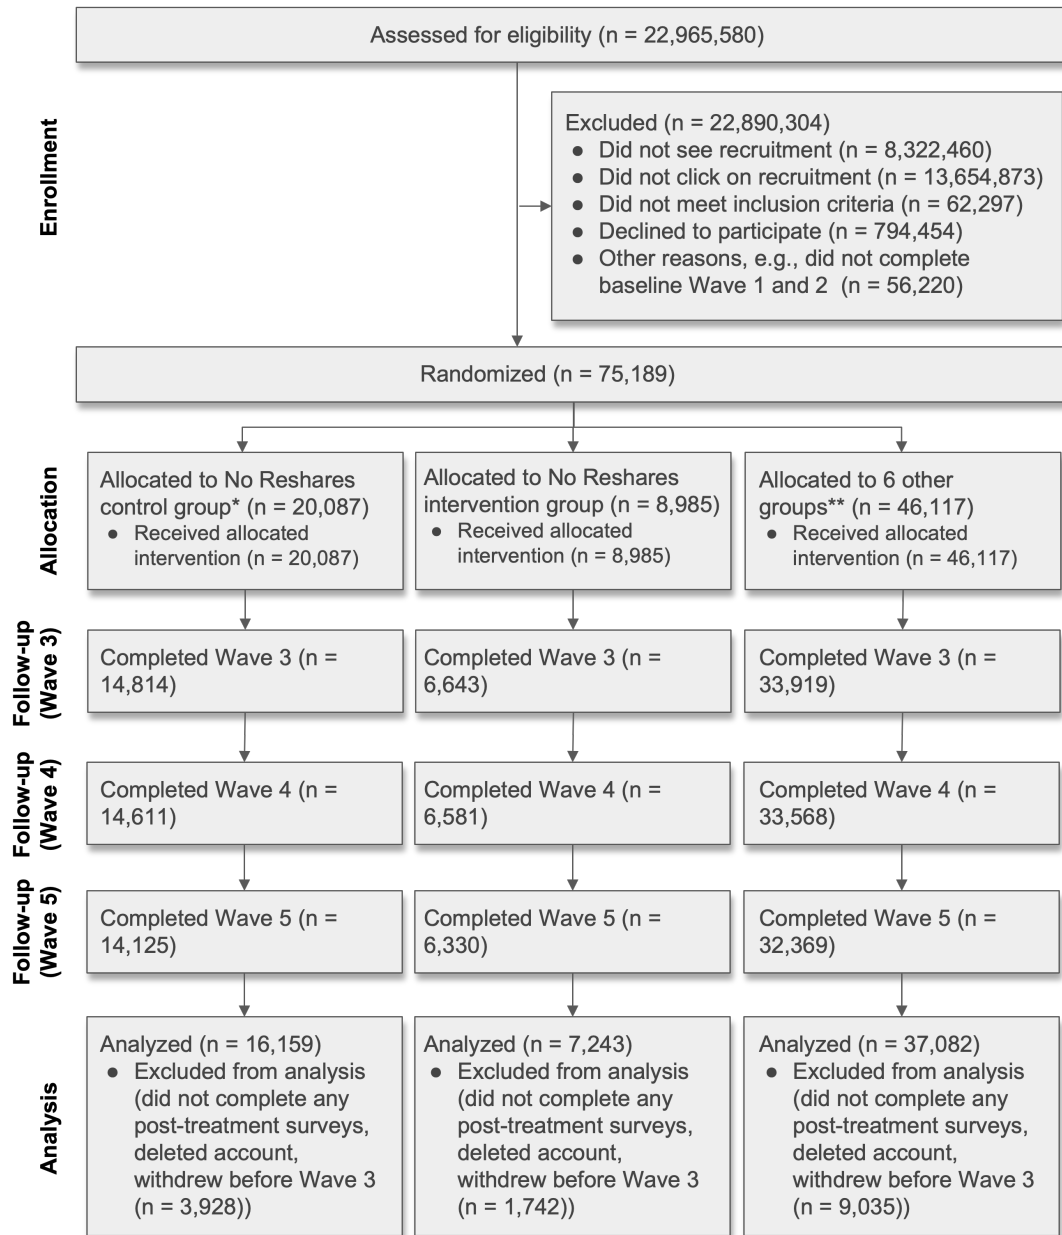 Assessed for eligibility (n = 22,965,580)
Enrollment
Excluded (n = 22,890,304)
● Did not see recruitment (n = 8,322,460)
● Did not click on recruitment (n = 13,654,873)
● Did not meet inclusion criteria (n = 62,297)
● Declined to participate (n = 794,454)
● Other reasons, e.g., did not complete
baseline Wave 1 and 2 (n = 56,220)
Randomized (n = 75,189)
Allocation
Allocated to No Reshares
control group* (n = 20,087)
● Received allocated
intervention (n = 20,087)
Allocated to No Reshares
intervention group (n = 8,985)
● Received allocated
intervention (n = 8,985)
Allocated to 6 other
groups** (n = 46,117)
● Received allocated
intervention (n = 46,117)
Follow-up
(Wave 3)
Completed Wave 3 (n =
14,814)
Completed Wave 3 (n =
6,643)
Completed Wave 3 (n =
33,919)
Follow-up
(Wave 4)
Completed Wave 4 (n =
14,611)
Completed Wave 4 (n =
6,581)
Completed Wave 4 (n =
33,568)
Follow-up
(Wave 5)
Completed Wave 5 (n =
14,125)
Completed Wave 5 (n =
6,330)
Completed Wave 5 (n =
32,369)
Analysis
Analyzed (n = 16,159)
● Excluded from analysis
(did not complete any
post-treatment surveys,
deleted account,
withdrew before Wave 3
(n = 3,928))
Analyzed (n = 7,243)
● Excluded from analysis
(did not complete any
post-treatment surveys,
deleted account,
withdrew before Wave 3
(n = 1,742))
Analyzed (n = 37,082)
● Excluded from analysis
(did not complete any
post-treatment surveys,
deleted account,
withdrew before Wave 3
(n = 9,035))